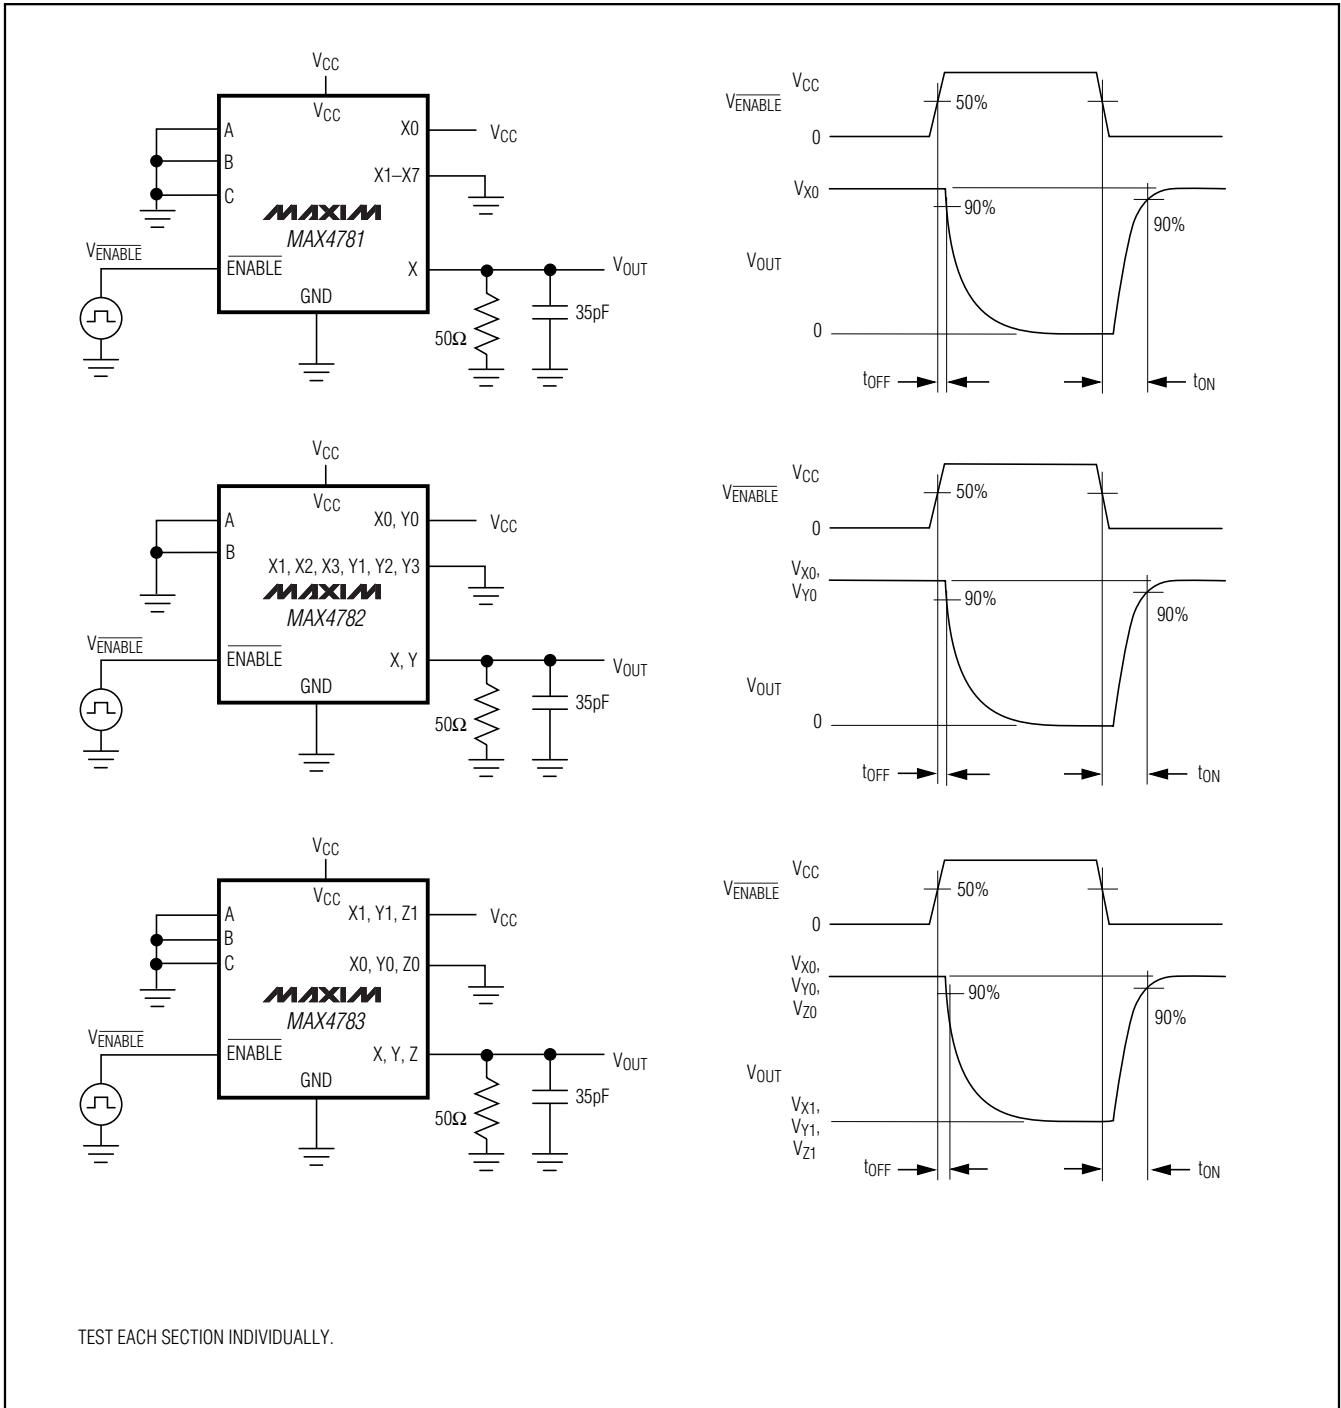 VCC
VCC
A
X0
VCC
B
X1–X7
C
MAXIM
MAX4781
VENABLE
ENABLE
X
VOUT
GND
50Ω
35pF
VCC
VENABLE
50%
0
VX0
90%
90%
VOUT
0
tOFF
tON
VCC
VCC
A
X0, Y0
VCC
B
X1, X2, X3, Y1, Y2, Y3
MAXIM
MAX4782
VENABLE
ENABLE
X, Y
VOUT
GND
50Ω
35pF
VCC
VENABLE
50%
0
VX0,
VY0
90%
90%
VOUT
0
tOFF
tON
VCC
VCC
A
X1, Y1, Z1
VCC
B
C
X0, Y0, Z0
MAXIM
MAX4783
VENABLE
ENABLE
X, Y, Z
VOUT
GND
50Ω
35pF
VCC
VENABLE
50%
0
VX0,
VY0,
VZ0
90%
90%
VOUT
VX1,
VY1,
VZ1
tOFF
tON
TEST EACH SECTION INDIVIDUALLY.